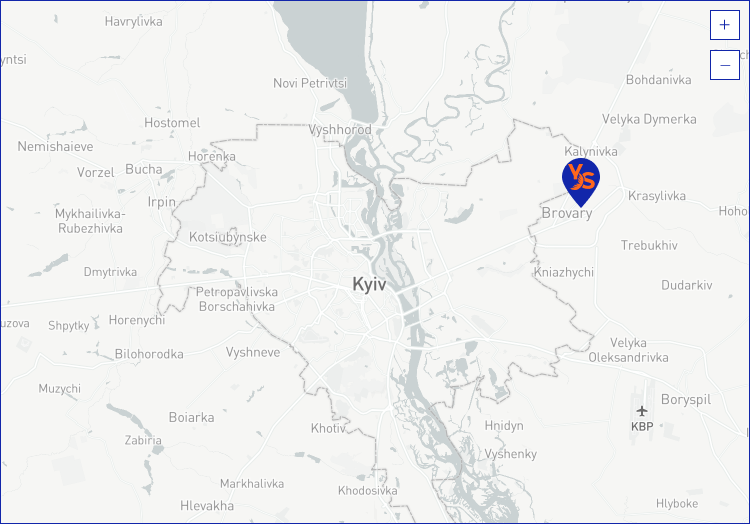 Havrylivka
+
yntsi
−
Novi Petrivtsi
Bohdanivka
Velyka Dymerka
Hostomel
Vyshhorod
Nemishaieve
Horenka
Kalynivka
Vorzel
Bucha
YJS
Irpin
Krasylivka
Mykhailivka-
Rubezhivka
Brovary
Hoho
Kotsiubynske
Trebukhiv
Dmytrivka
Kniazhychi
Kyiv
Dudarkiv
Petropavlivska
Borschahivka
uzova
Shpytky
Horenychi
Bilohorodka
Vyshneve
Velyka
Oleksandrivka
Muzychi
Boryspil
Boiarka
Khotiv
Hnidyn
KBP
Zabiria
Vyshenky
Markhalivka
Khodosivka
Hlevakha
Hlyboke